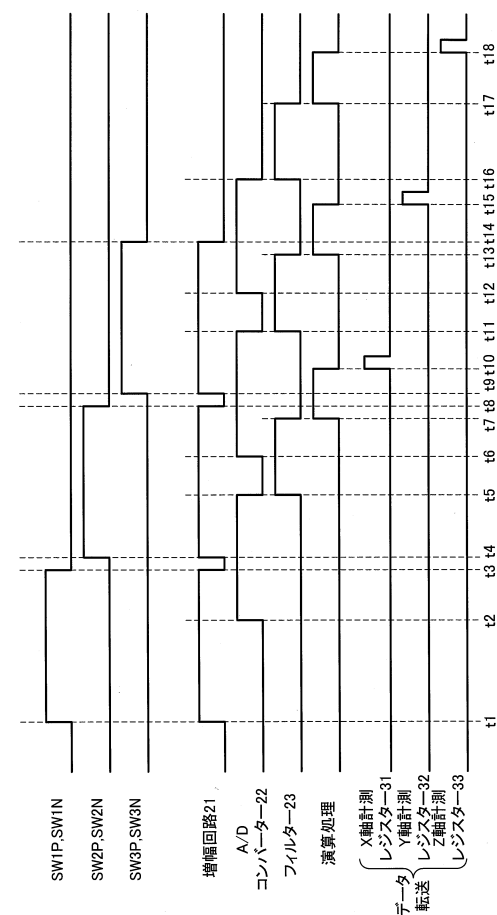 SW1P,SW1N
SW2P,SW2N
SW3P,SW3N
増幅回路21
A/D
コンバーター22
フィルター23
演算処理
データ
転送
X軸計測
レジスター31
Y軸計測
レジスター32
Z軸計測
レジスター33
t1
t2
t3
t4
t5
t6
t7
t8
t9
t10
t11
t12
t13
t14
t15
t16
t17
t18